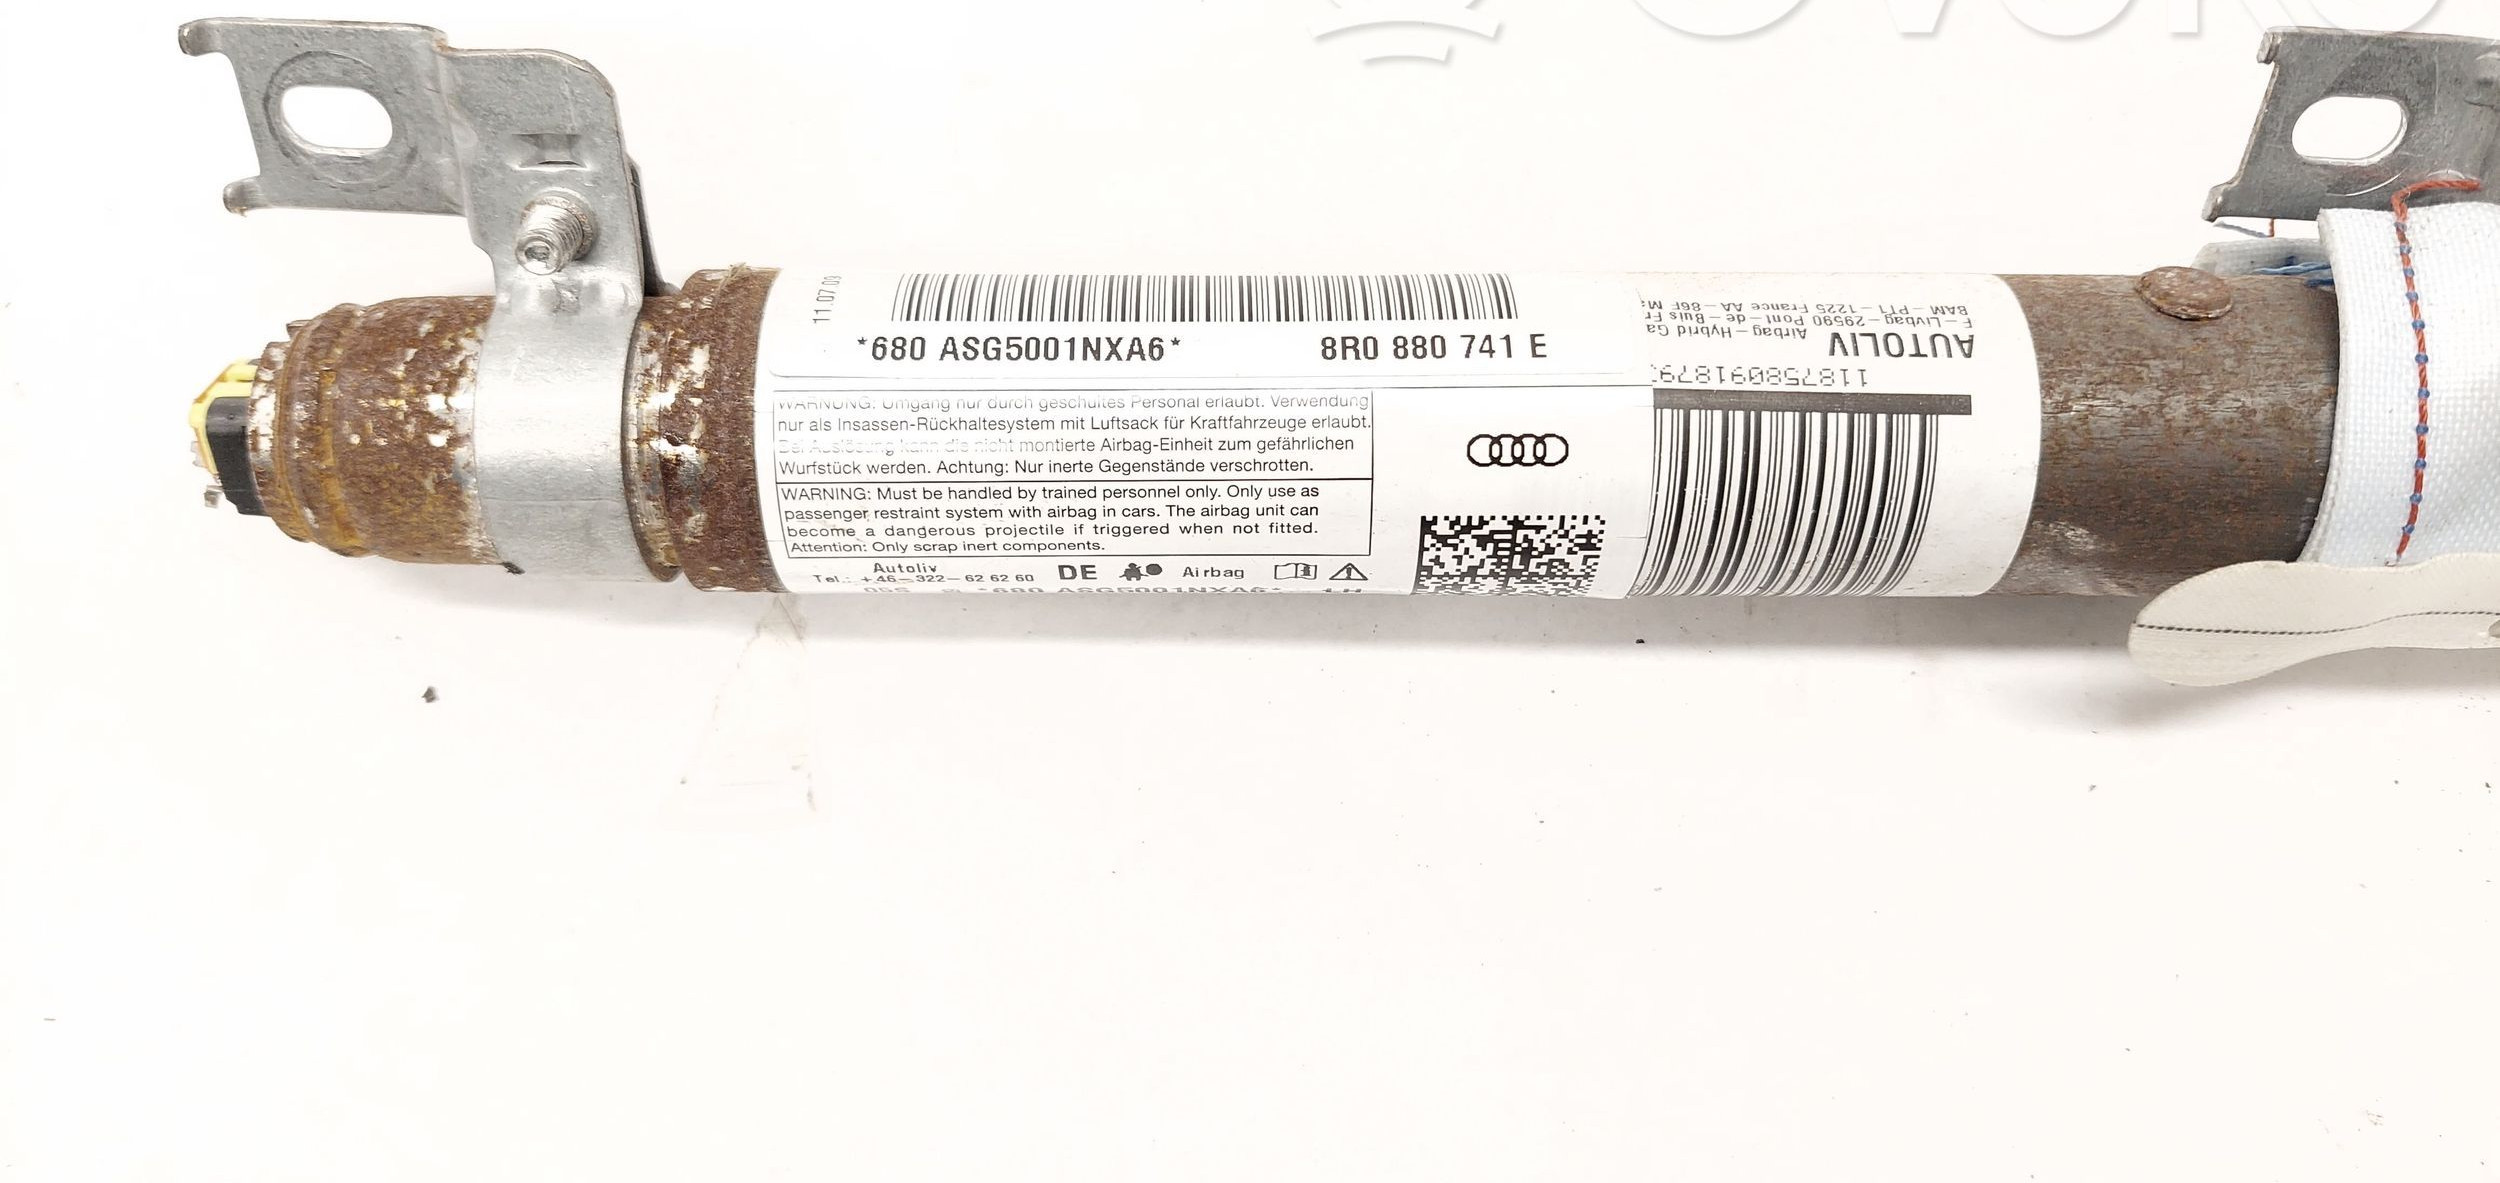 11.07.09
*680 ASG5001NXA6* 8R0 880 741 E
WARNUNG: Umgang nur durch geschultes Personal erlaubt. Verwendung
nur als Insassen-Rückhaltesystem mit Luftsack für Kraftfahrzeuge erlaubt.
Bei Auslösung kann die nicht montierte Airbag-Einheit zum gefährlichen
Wurfstück werden. Achtung: Nur inerte Gegenstände verschrotten.
WARNING: Must be handled by trained personnel only. Only use as
passenger restraint system with airbag in cars. The airbag unit can
become a dangerous projectile if triggered when not fitted.
Attention: Only scrap inert components.
Autoliv
Tel.: +46-322-62 62 60 DE Airbag
*680 ASG5001NXA6* LH
11875809187
AUTOLIV Airbag-Hybrid
F-Livbag-29590 Pont-de-Buis
BAM-PT1-1225 France AA-86F